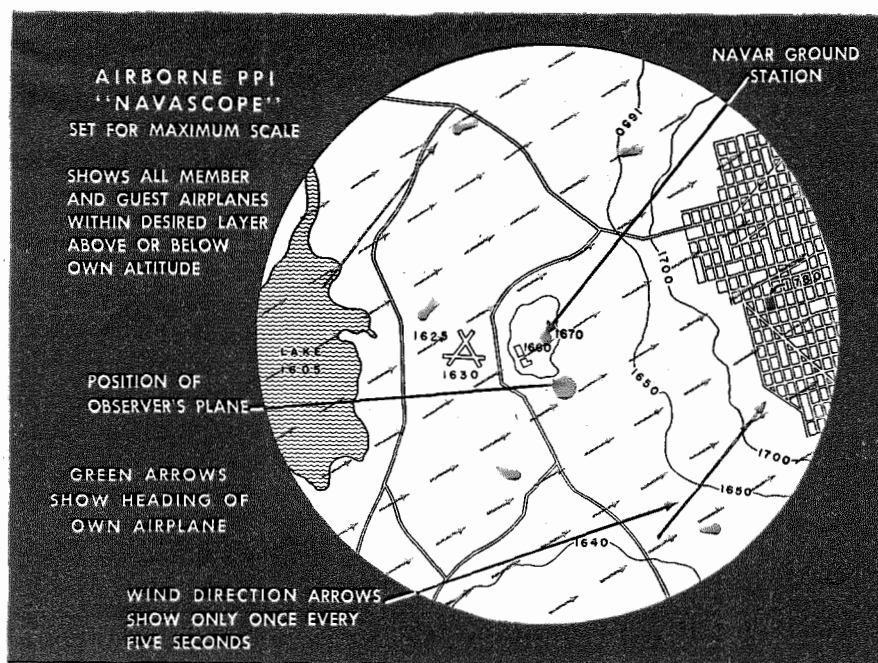 AIRBORNE PPI
"NAVASCOPE"
SET FOR MAXIMUM SCALE
SHOWS ALL MEMBER
AND GUEST AIRPLANES
WITHIN DESIRED LAYER
ABOVE OR BELOW
OWN ALTITUDE
POSITION OF
OBSERVER'S PLANE
GREEN ARROWS
SHOW HEADING OF
OWN AIRPLANE
WIND DIRECTION ARROWS
SHOW ONLY ONCE EVERY
FIVE SECONDS
NAVAR GROUND
STATION
1650
1700
1780
1670
1660
1625
1630
LAKE
1605
1650
1700
1650
1640